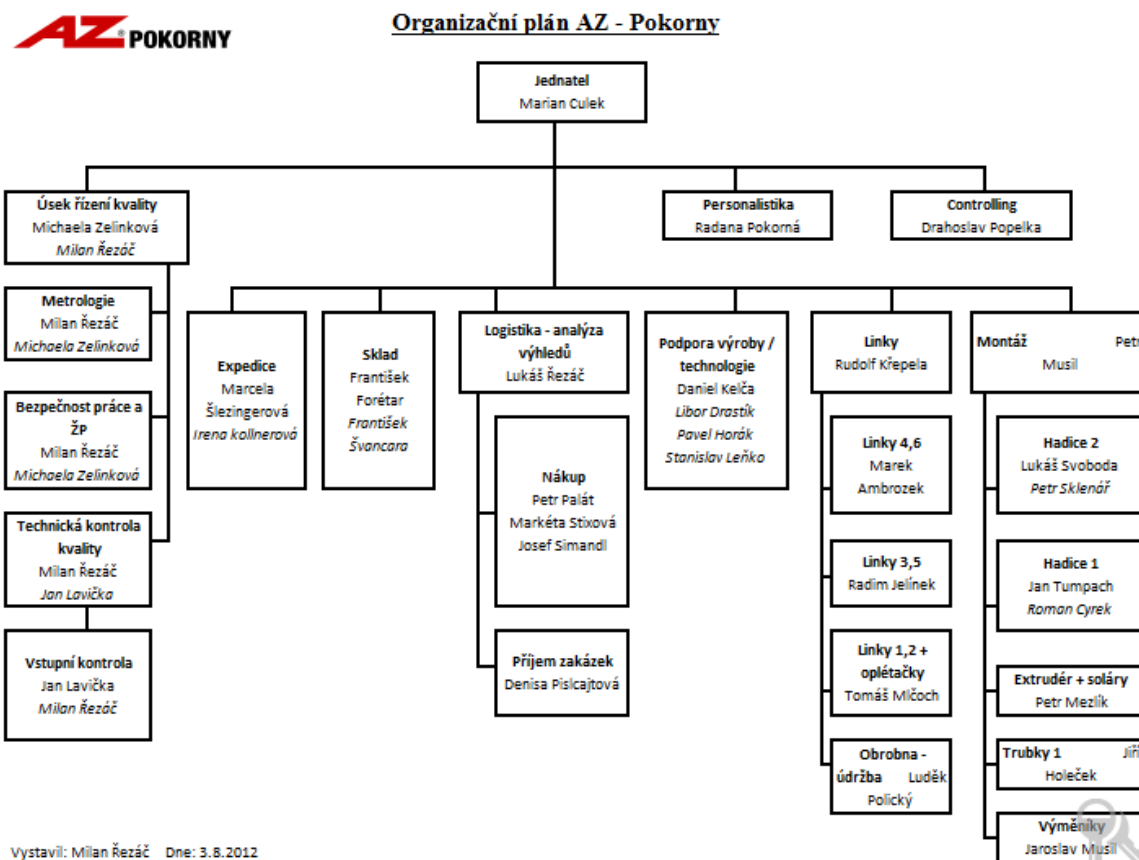 AZ® POKORNY
Organizační plán AZ - Pokorny
Jednatel
Marian Culek
Úsek řízení kvality
Michaela Zelinková
Milan Řezáč
Personalistika
Radana Pokorná
Controlling
Drahoslav Popelka
Metrologie
Milan Řezáč
Michaela Zelinková
Bezpečnost práce a
ŽP
Milan Řezáč
Michaela Zelinková
Technická kontrola
kvality
Milan Řezáč
Jan Lavička
Vstupní kontrola
Jan Lavička
Milan Řezáč
Expedice
Marcela
Šlezingerová
Irena kollnerová
Sklad
František
Forétar
František
Švancara
Logistika - analýza
výhledů
Lukáš Řezáč
Nákup
Petr Palát
Markéta Stixová
Josef Simandl
Příjem zakázek
Denisa Pislcajtová
Podpora výroby /
technologie
Daniel Kelča
Libor Drastík
Pavel Horák
Stanislav Leňko
Linky
Rudolf Křepela
Linky 4,6
Marek
Ambrozek
Linky 3,5
Radim Jelínek
Linky 1,2 +
oplétačky
Tomáš Mlčoch
Obrobna -
údržba Luděk
Polický
Montáž Petr
Musil
Hadice 2
Lukáš Svoboda
Petr Sklenář
Hadice 1
Jan Tumpach
Roman Cyrek
Extrudér + soláry
Petr Mezlík
Trubky 1 Jiří
Holeček
Výměníky
Jaroslav Musil
Vystavil: Milan Řezáč Dne: 3.8.2012